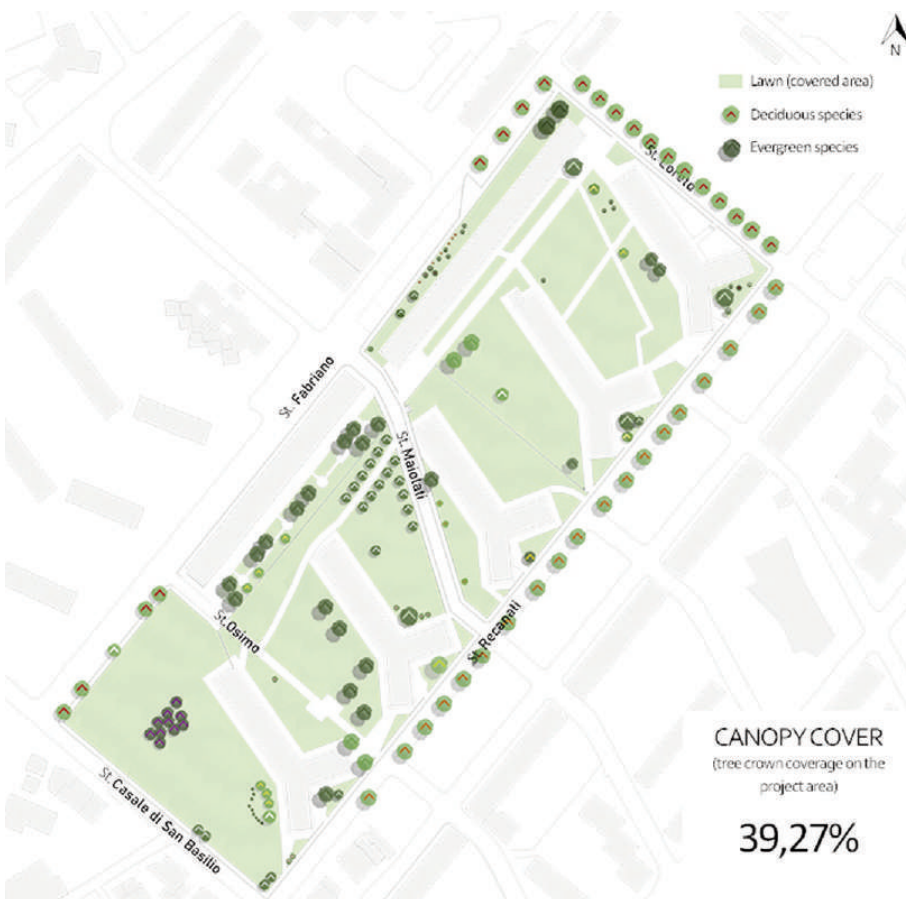 N
Lawn (covered area)
Deciduous species
Evergreen species
St. Loreto
St. Fabriano
St. Maiolati
St. Osimo
St. Recanati
St. Casale di San Basilio
CANOPY COVER
(tree crown coverage on the
project area)
39,27%